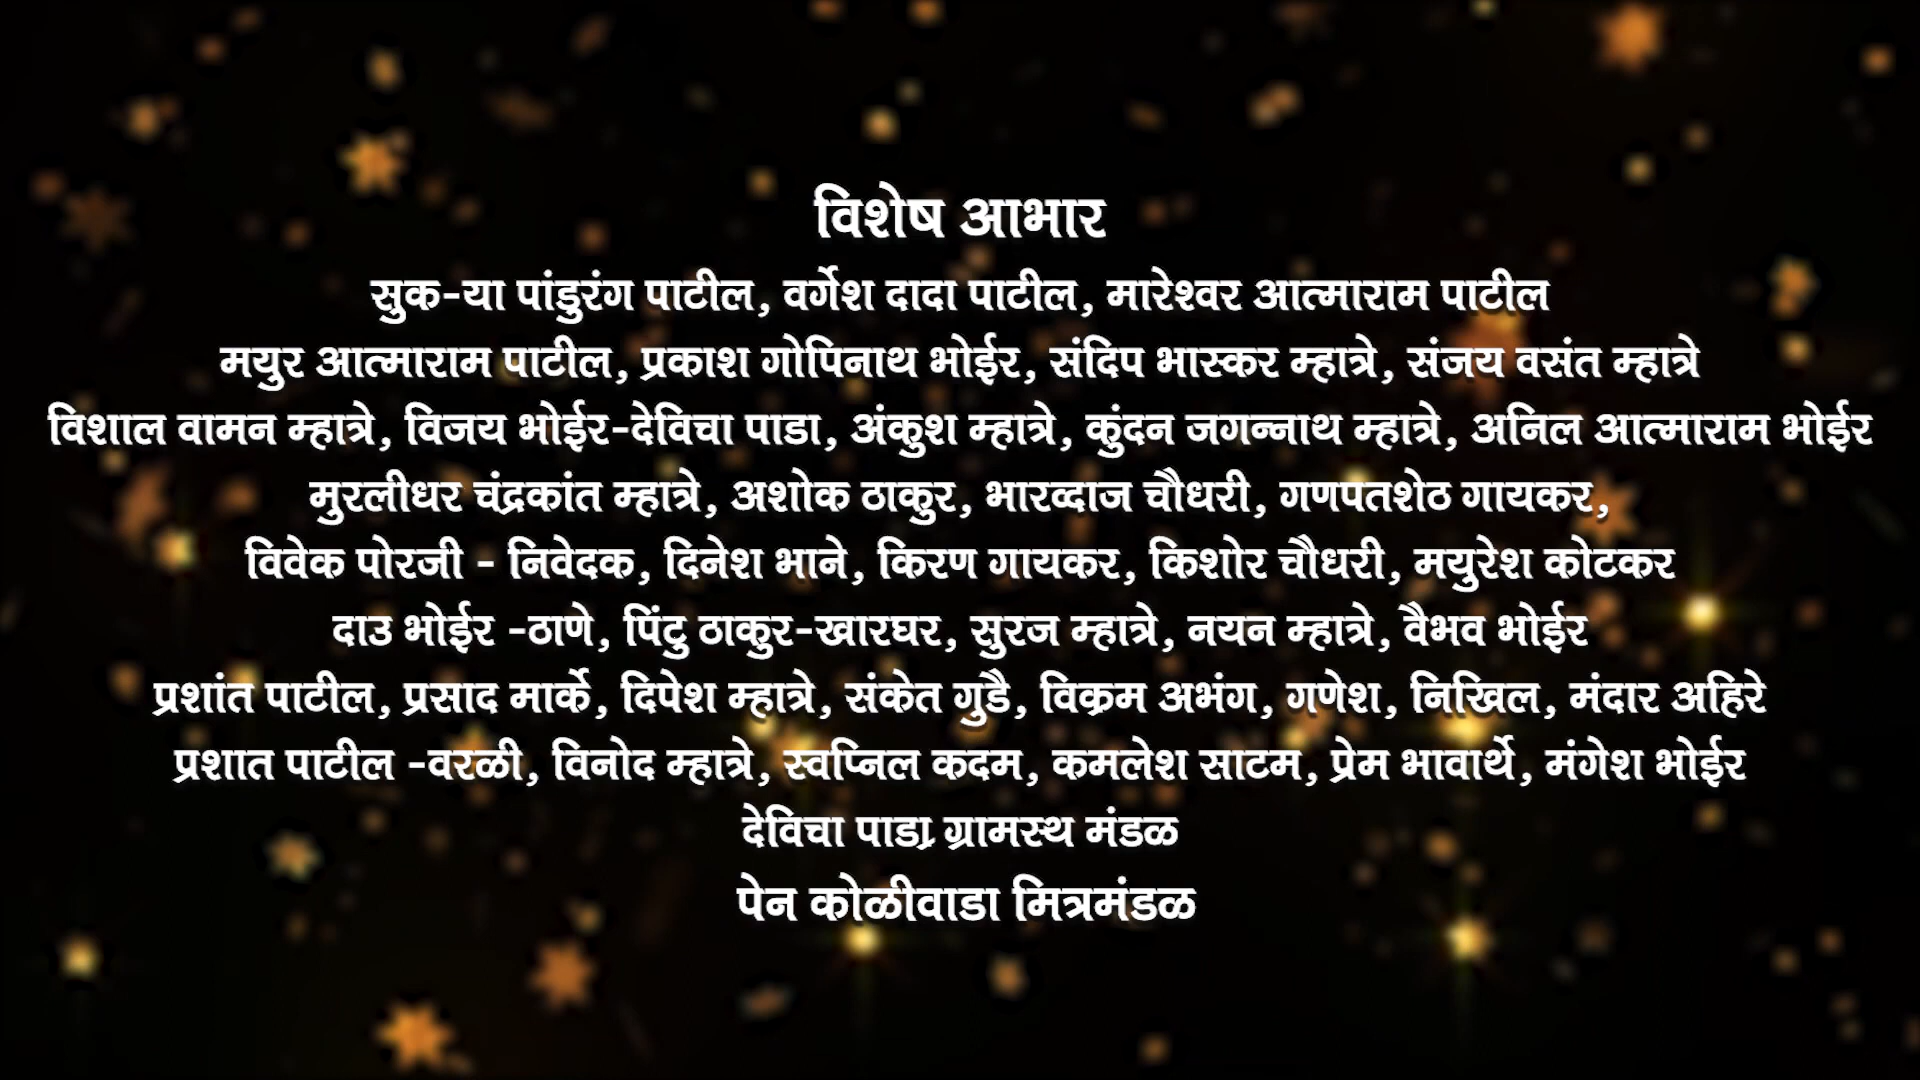 विशेष आभार
सुक-या पांडुरंग पाटील, वर्गेश दादा पाटील, मारेश्वर आत्माराम पाटील
मयुर आत्माराम पाटील, प्रकाश गोपिनाथ भोईर, संदिप भास्कर म्हात्रे, संजय वसंत म्हात्रे
विशाल वामन म्हात्रे, विजय भोईर-देविचा पाडा, अंकुश म्हात्रे, कुंदन जगन्नाथ म्हात्रे, अनिल आत्माराम भोईर
मुरलीधर चंद्रकांत म्हात्रे, अशोक ठाकुर, भारव्दाज चौधरी, गणपतशेठ गायकर,
विवेक पोरजी - निवेदक, दिनेश भाने, किरण गायकर, किशोर चौधरी, मयुरेश कोटकर
दाउ भोईर -ठाणे, पिंटु ठाकुर-खारघर, सुरज म्हात्रे, नयन म्हात्रे, वैभव भोईर
प्रशांत पाटील, प्रसाद मार्के, दिपेश म्हात्रे, संकेत गुडै, विक्रम अभंग, गणेश, निखिल, मंदार अहिरे
प्रशात पाटील -वरळी, विनोद म्हात्रे, स्वप्निल कदम, कमलेश साटम, प्रेम भावार्थे, मंगेश भोईर
देविचा पाडा्र ग्रामस्थ मंडळ
पेन कोळीवाडा मित्रमंडळ